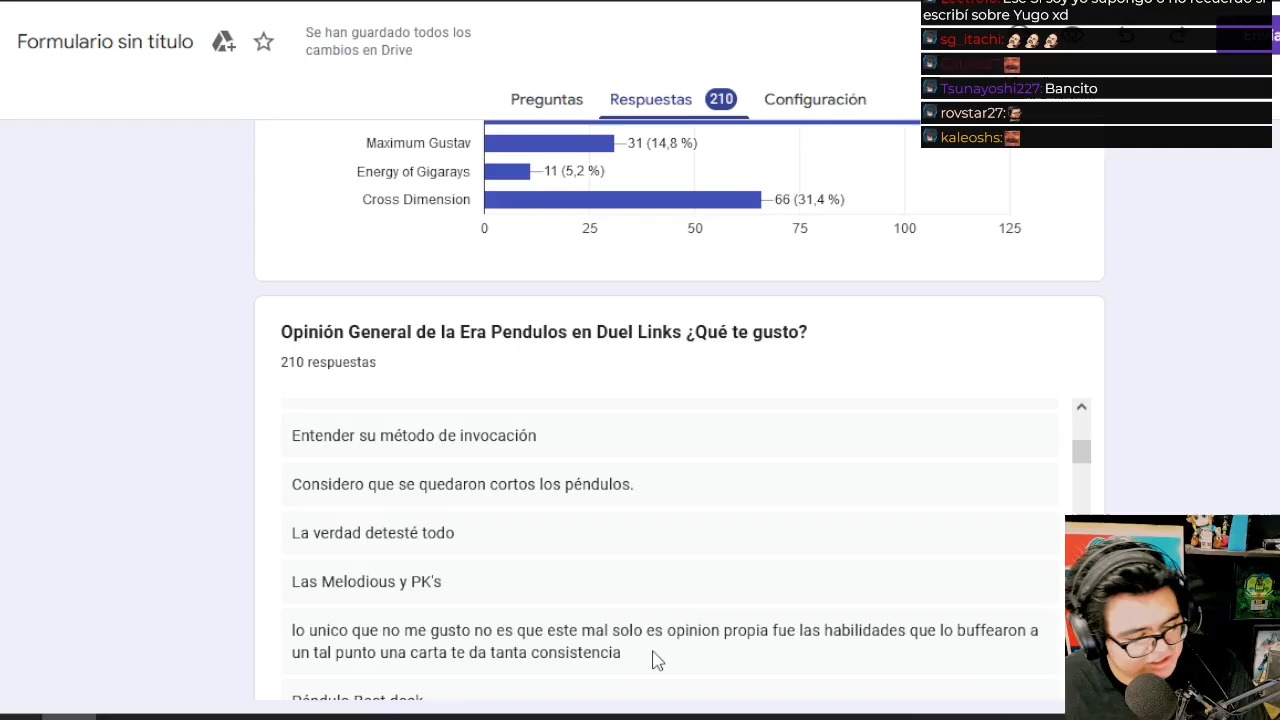 escribí sobre Yugo xd
Formulario sin titulo
Se han guardado todos los
cambios en Drive
sg_itachi:
Tsunayoshi227: Bancito
rovstar27:
kaleoshs:
Preguntas
Respuestas 210
Configuración
Maximum Gustav
31 (14,8 %)
Energy of Gigarays
11 (5,2 %)
Cross Dimension
66 (31,4 %)
0 25 50 75 100 125
Opinión General de la Era Pendulos en Duel Links ¿Qué te gusto?
210 respuestas
Entender su método de invocación
Considero que se quedaron cortos los péndulos.
La verdad detesté todo
Las Melodious y PK's
lo unico que no me gusto no es que este mal solo es opinion propia fue las habilidades que lo buffearon a
un tal punto una carta te da tanta consistencia